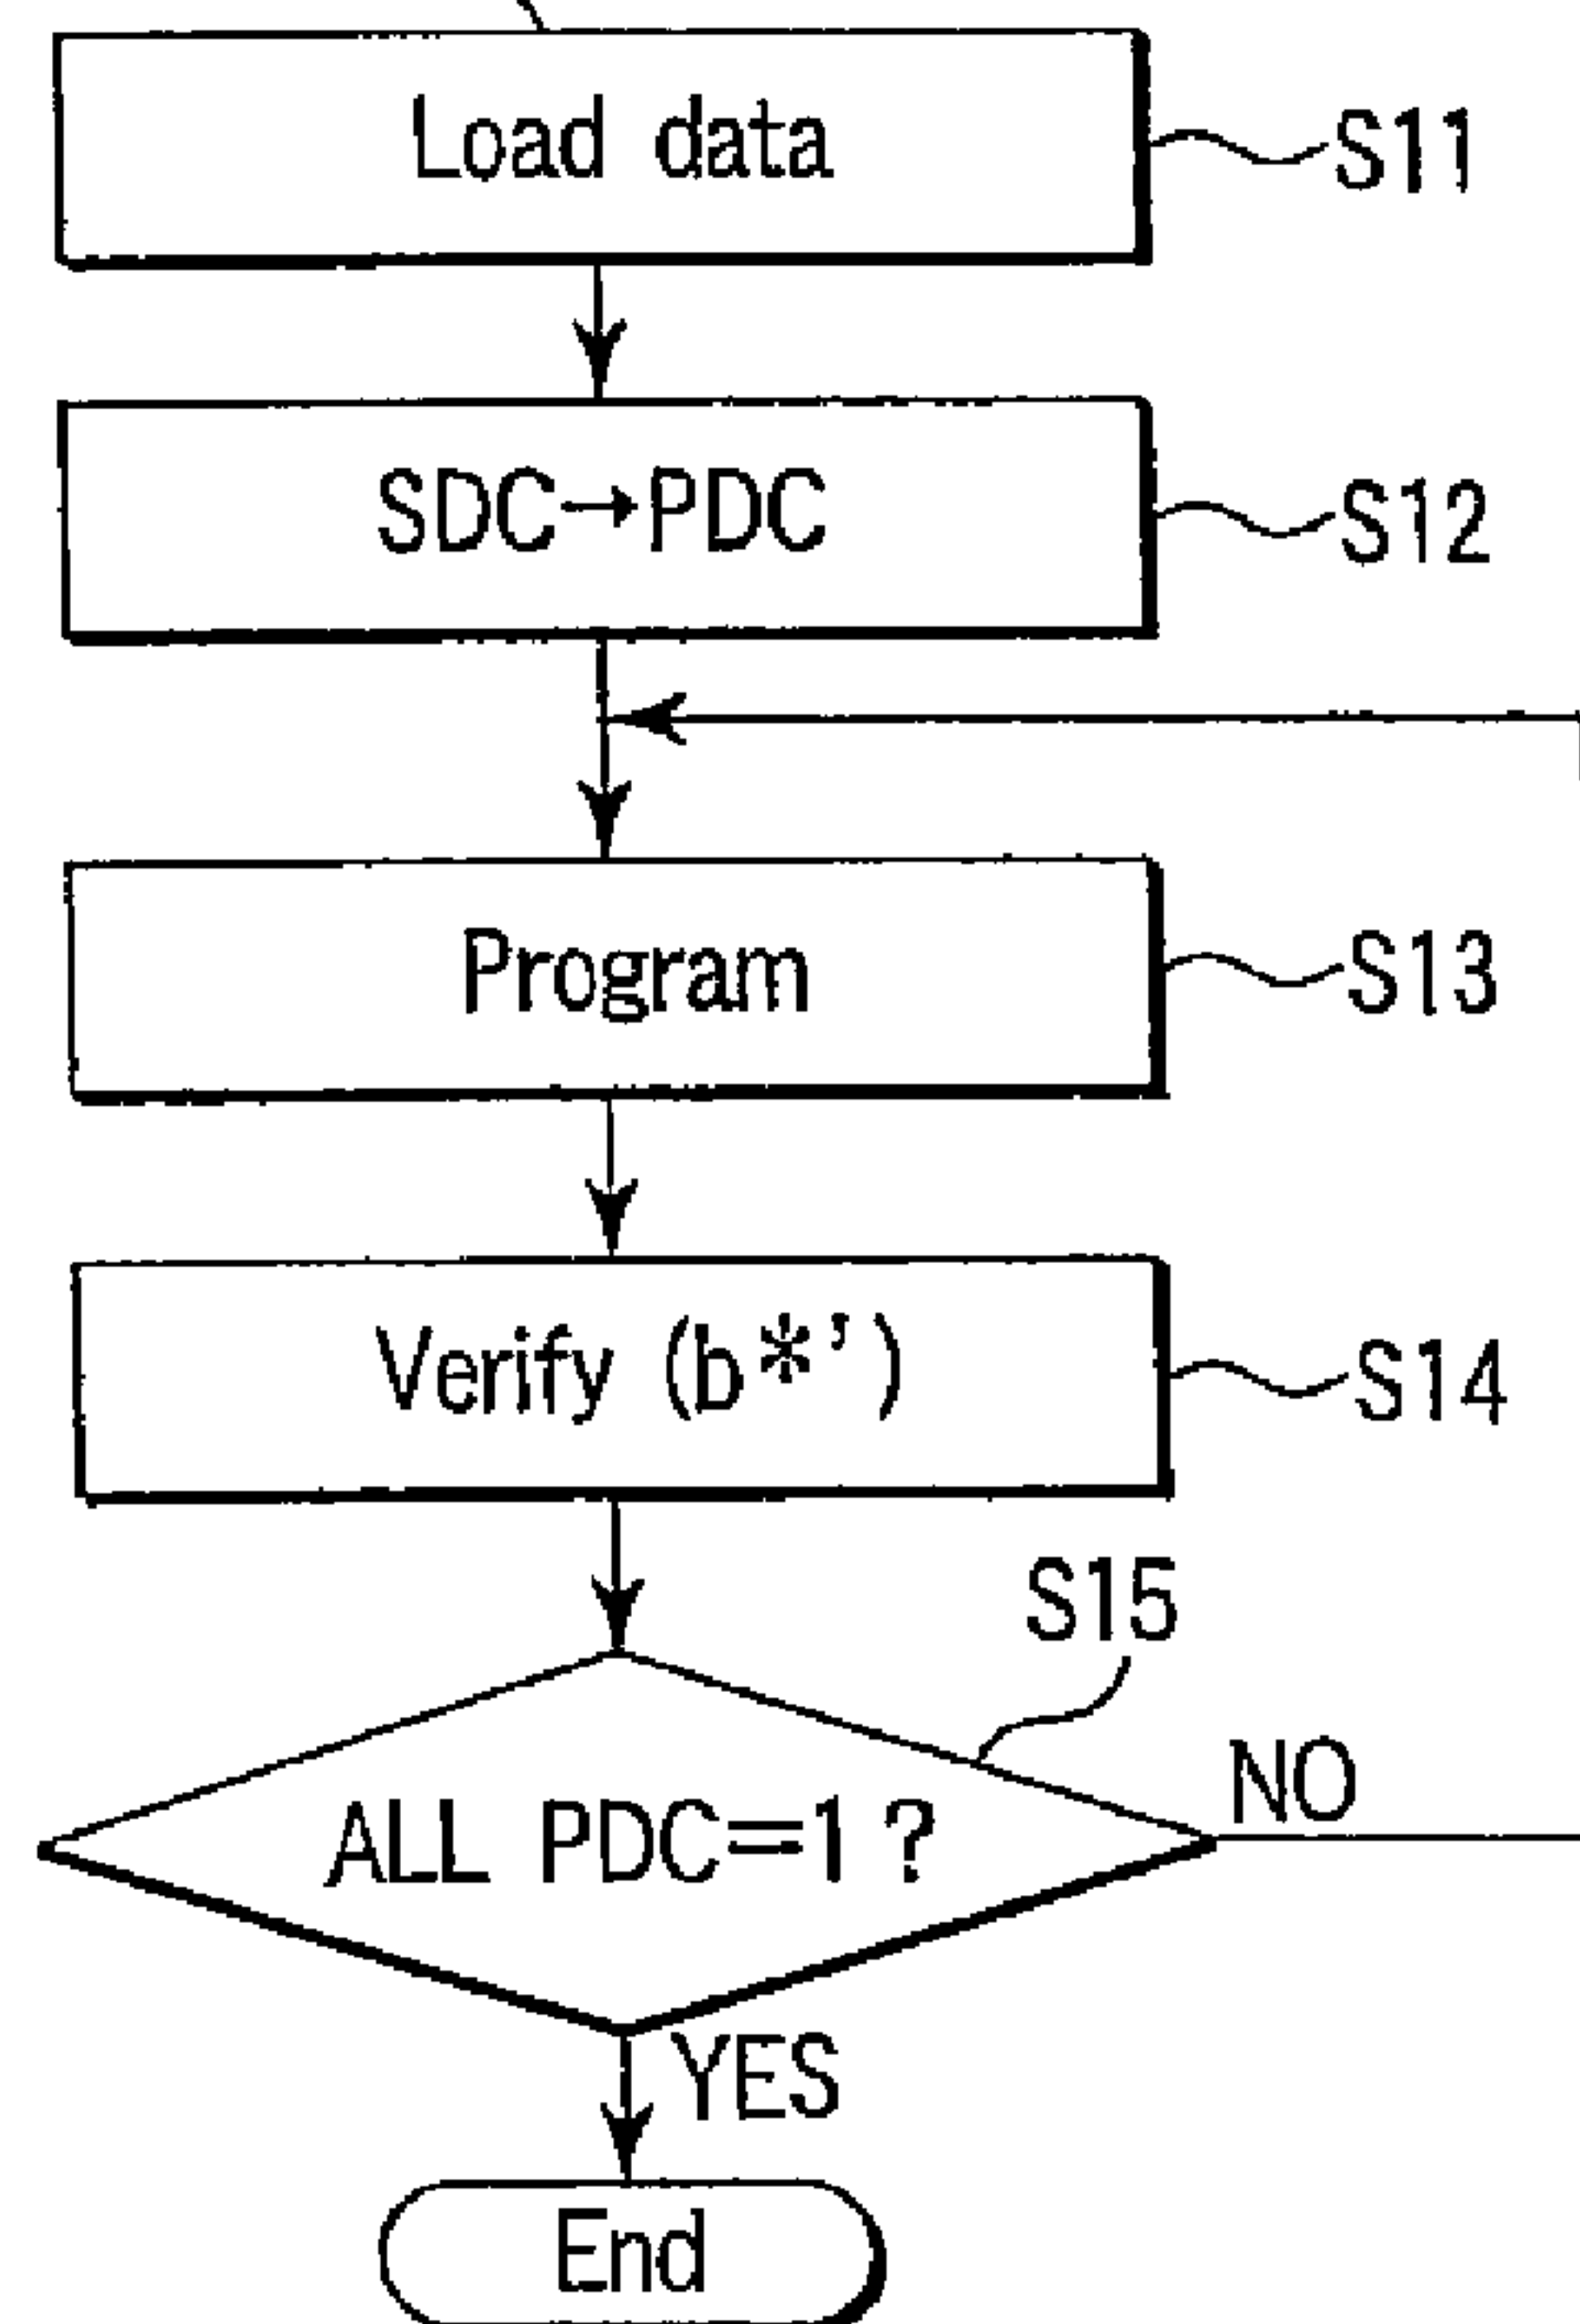 Load data S11
SDC→PDC S12
Program S13
Verify (b*') S14
S15
ALL PDC=1 ? NO
YES
End